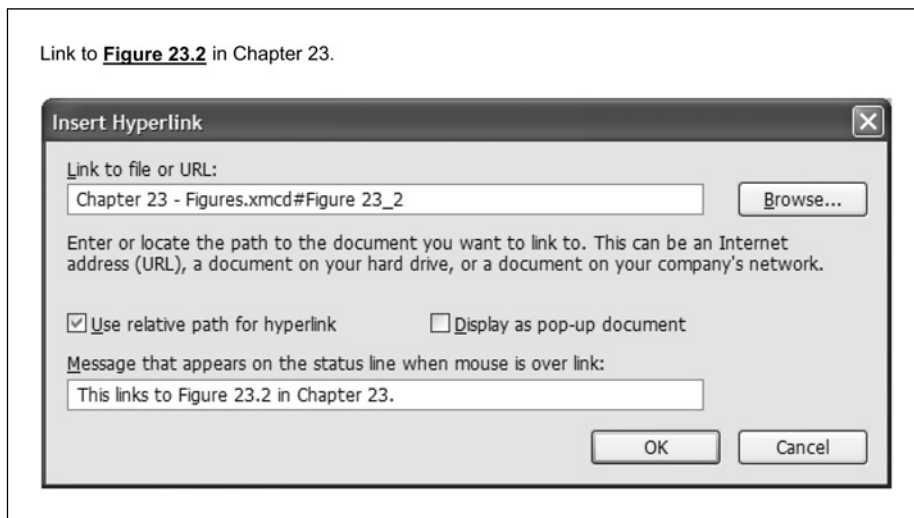 Link to Figure 23.2 in Chapter 23.
Insert Hyperlink
Link to file or URL:
Chapter 23 - Figures.xmcd#Figure 23_2
Browse...
Enter or locate the path to the document you want to link to. This can be an Internet
address (URL), a document on your hard drive, or a document on your company's network.
Use relative path for hyperlink
Display as pop-up document
Message that appears on the status line when mouse is over link:
This links to Figure 23.2 in Chapter 23.
OK
Cancel